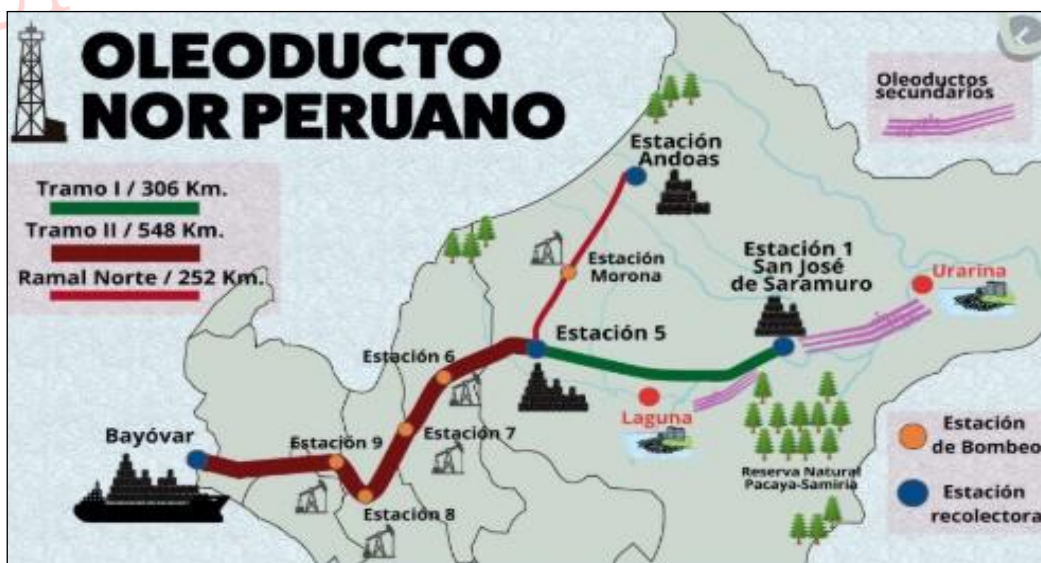 OLEODUCTO
NOR PERUANO
Oleoductos
secundarios
Tramo I / 306 Km.
Tramo II / 548 Km.
Ramal Norte / 252 Km.
Estación
Andoas
Estación
Morona
Estación 1
San José
de Saramuro
Urarina
Estación 5
Estación 6
Laguna
Estación 7
Bayóvar
Estación 9
Estación 8
Reserva Natural
Pacaya-Samiria
Estación
de Bombeo
Estación
recolectora